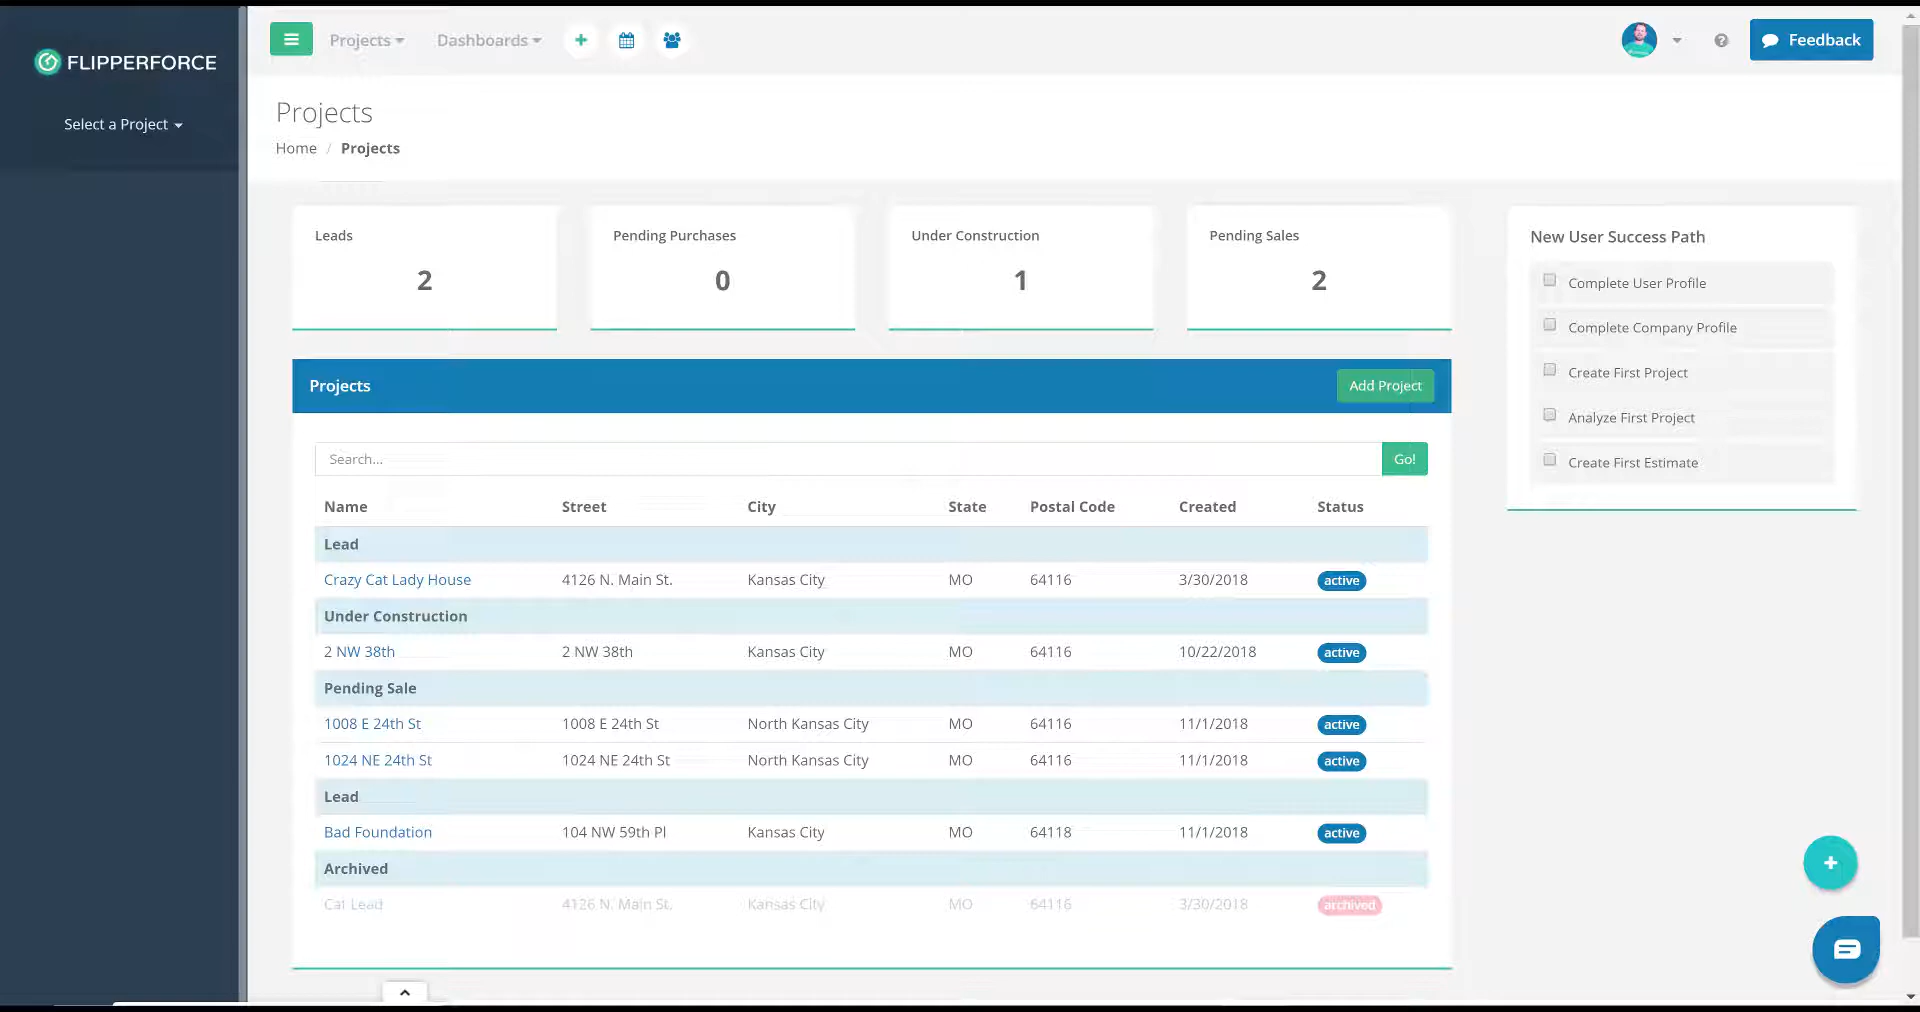 FLIPPERFORCE
Select a Project
Projects
Dashboards
Feedback
Projects
Home / Projects
Leads
2
Pending Purchases
0
Under Construction
1
Pending Sales
2
New User Success Path
Complete User Profile
Complete Company Profile
Create First Project
Analyze First Project
Create First Estimate
Projects
Add Project
Search...
Go!
Name Street City State Postal Code Created Status
Lead
Crazy Cat Lady House 4126 N. Main St. Kansas City MO 64116 3/30/2018 active
Under Construction
2 NW 38th 2 NW 38th Kansas City MO 64116 10/22/2018 active
Pending Sale
1008 E 24th St 1008 E 24th St North Kansas City MO 64116 11/1/2018 active
1024 NE 24th St 1024 NE 24th St North Kansas City MO 64116 11/1/2018 active
Lead
Bad Foundation 104 NW 59th Pl Kansas City MO 64118 11/1/2018 active
Archived
Cat Lead 4126 N. Main St. Kansas City MO 64116 3/30/2018 archived